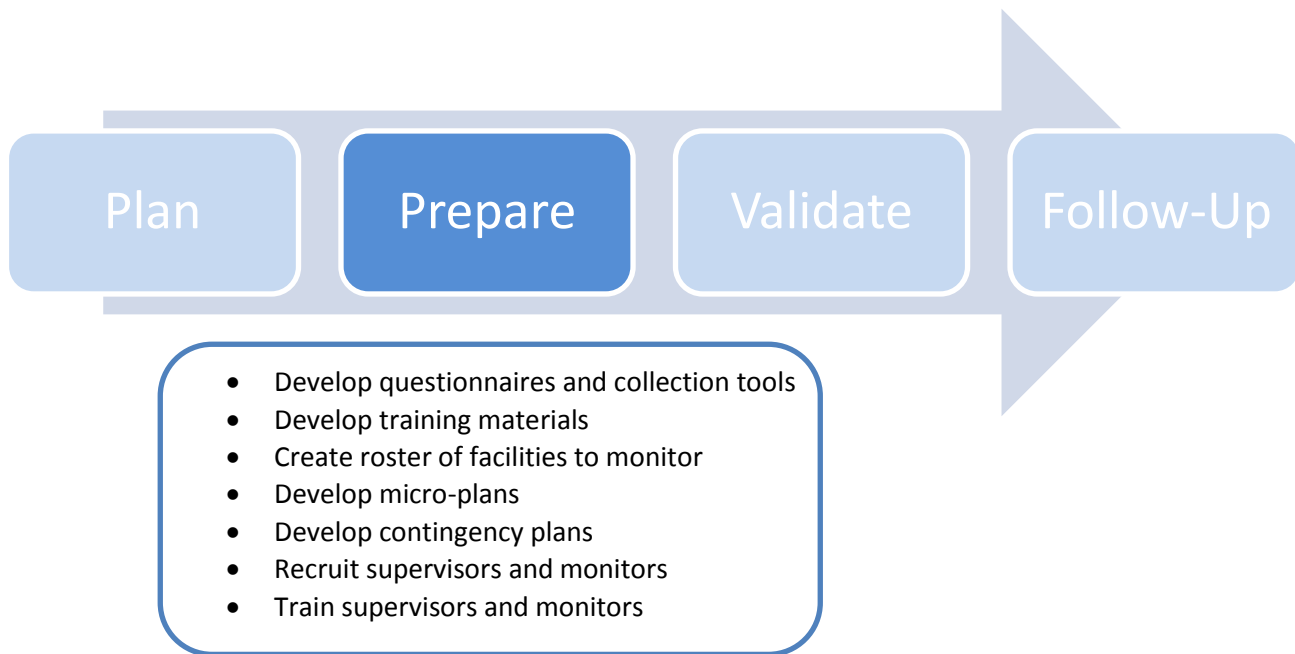 Plan
Prepare
Validate
Follow-Up
• Develop questionnaires and collection tools
• Develop training materials
• Create roster of facilities to monitor
• Develop micro-plans
• Develop contingency plans
• Recruit supervisors and monitors
• Train supervisors and monitors